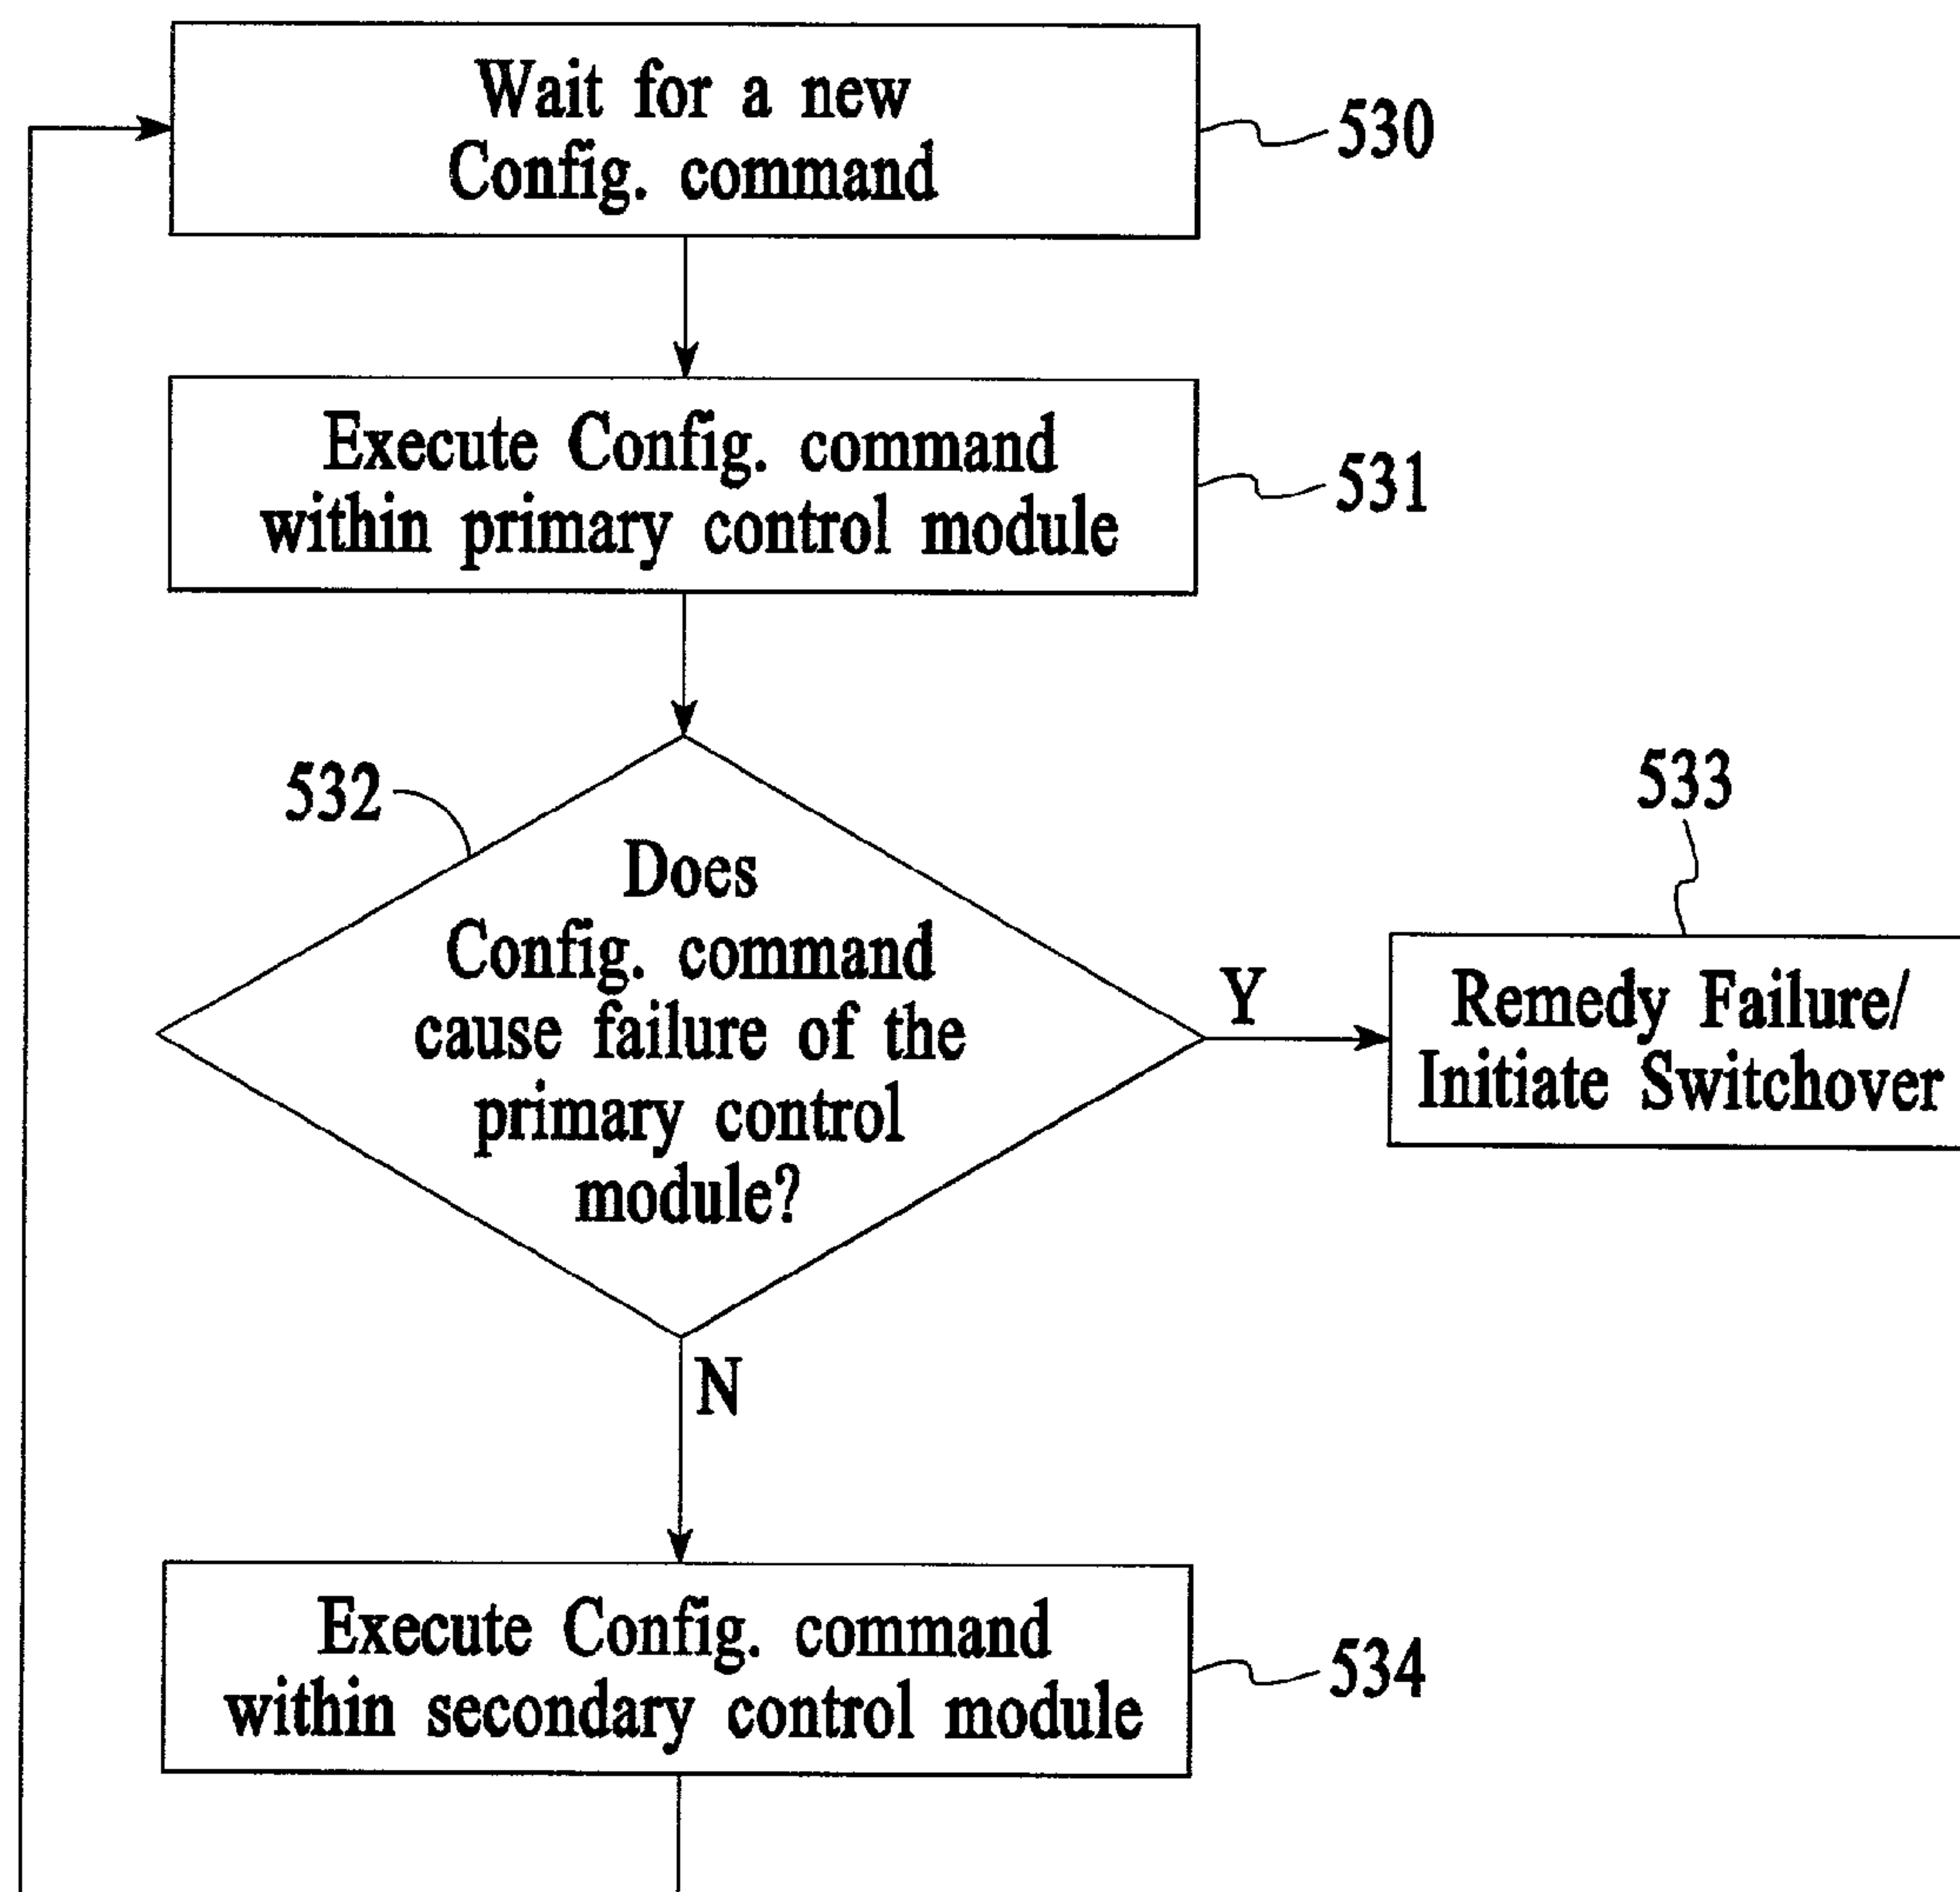 Wait for a new
Config. command
530
Execute Config. command
within primary control module
531
532
Does
Config. command
cause failure of the
primary control
module?
Y
533
Remedy Failure/
Initiate Switchover
N
Execute Config. command
within secondary control module
534